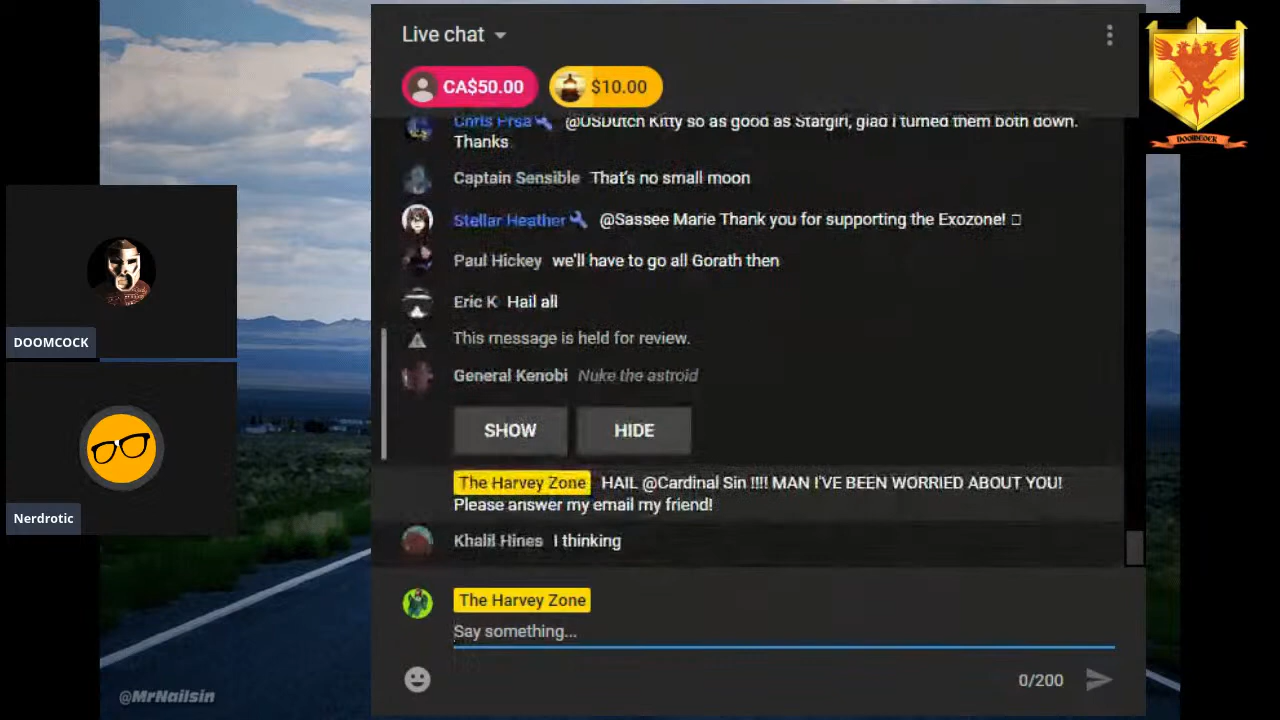 Live chat
CA$50.00
$10.00
Chris Prsa @USDutch Kitty so as good as Stargirl, glad I turned them both down.
Thanks
Captain Sensible That's no small moon
Stellar Heather @Sassee Marie Thank you for supporting the Exozone!
Paul Hickey we'll have to go all Gorath then
Eric K Hail all
This message is held for review.
General Kenobi Nuke the astroid
SHOW HIDE
The Harvey Zone HAIL @Cardinal Sin !!!! MAN I'VE BEEN WORRIED ABOUT YOU!
Please answer my email my friend!
Khalil Hines I thinking
The Harvey Zone
Say something...
0/200
DOOMCOCK
Nerdrotic
DOOMCOCK
@MrNailsin